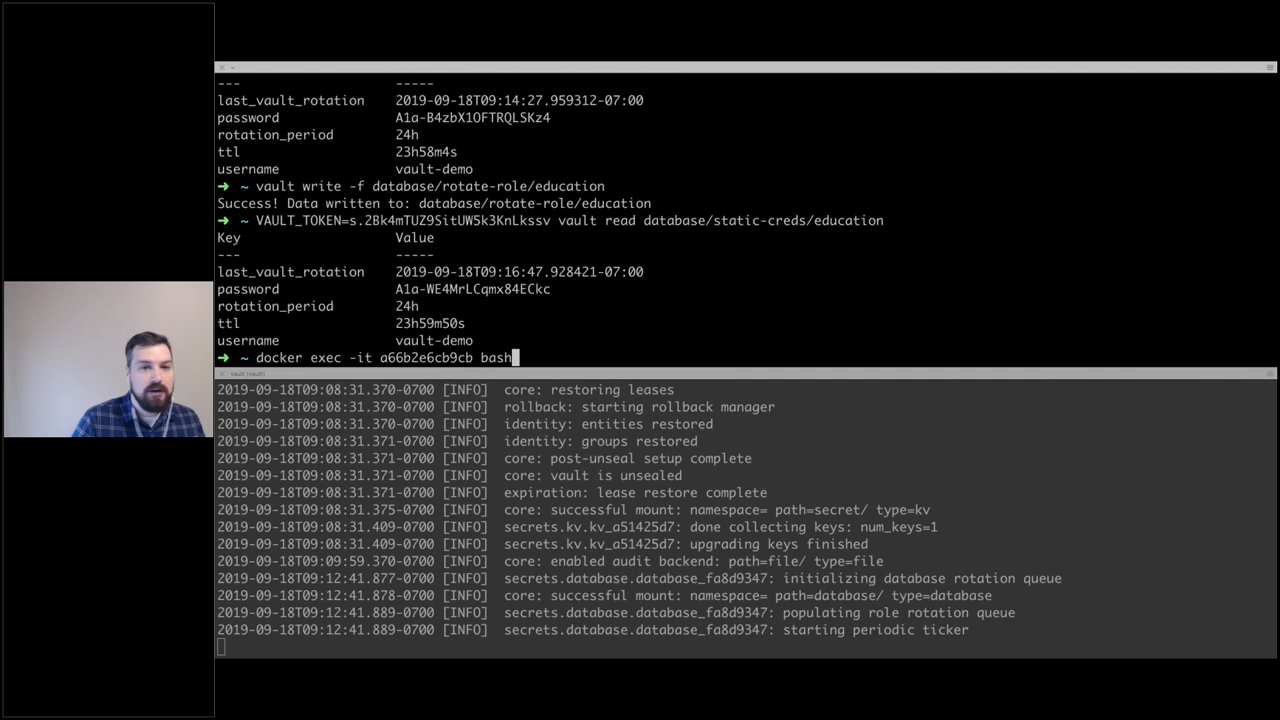 ~
---                -----
last_vault_rotation    2019-09-18T09:14:27.959312-07:00
password               A1a-B4zbX1OFTRQLSKz4
rotation_period        24h
ttl                    23h58m4s
username               vault-demo
➜ ~ vault write -f database/rotate-role/education
Success! Data written to: database/rotate-role/education
➜ ~ VAULT_TOKEN=s.2Bk4mTUZ9SitUW5k3KnLkssv vault read database/static-creds/education
Key                    Value
---                    -----
last_vault_rotation    2019-09-18T09:16:47.928421-07:00
password               A1a-WE4MrLCqmx84ECkc
rotation_period        24h
ttl                    23h59m50s
username               vault-demo
➜ ~ docker exec -it a66b2e6cb9cb bash
vault (vault)
2019-09-18T09:08:31.370-0700 [INFO]  core: restoring leases
2019-09-18T09:08:31.370-0700 [INFO]  rollback: starting rollback manager
2019-09-18T09:08:31.370-0700 [INFO]  identity: entities restored
2019-09-18T09:08:31.371-0700 [INFO]  identity: groups restored
2019-09-18T09:08:31.371-0700 [INFO]  core: post-unseal setup complete
2019-09-18T09:08:31.371-0700 [INFO]  core: vault is unsealed
2019-09-18T09:08:31.371-0700 [INFO]  expiration: lease restore complete
2019-09-18T09:08:31.375-0700 [INFO]  core: successful mount: namespace= path=secret/ type=kv
2019-09-18T09:08:31.409-0700 [INFO]  secrets.kv.kv_a51425d7: done collecting keys: num_keys=1
2019-09-18T09:08:31.409-0700 [INFO]  secrets.kv.kv_a51425d7: upgrading keys finished
2019-09-18T09:09:59.370-0700 [INFO]  core: enabled audit backend: path=file/ type=file
2019-09-18T09:12:41.877-0700 [INFO]  secrets.database.database_fa8d9347: initializing database rotation queue
2019-09-18T09:12:41.878-0700 [INFO]  core: successful mount: namespace= path=database/ type=database
2019-09-18T09:12:41.889-0700 [INFO]  secrets.database.database_fa8d9347: populating role rotation queue
2019-09-18T09:12:41.889-0700 [INFO]  secrets.database.database_fa8d9347: starting periodic ticker